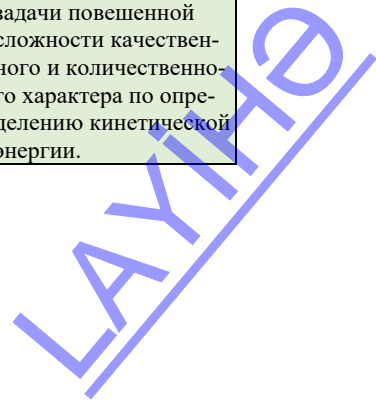 задачи повешенной
сложности качествен-
ного и количественно-
го характера по опре-
делению кинетической
энергии.
LAYİHƏ